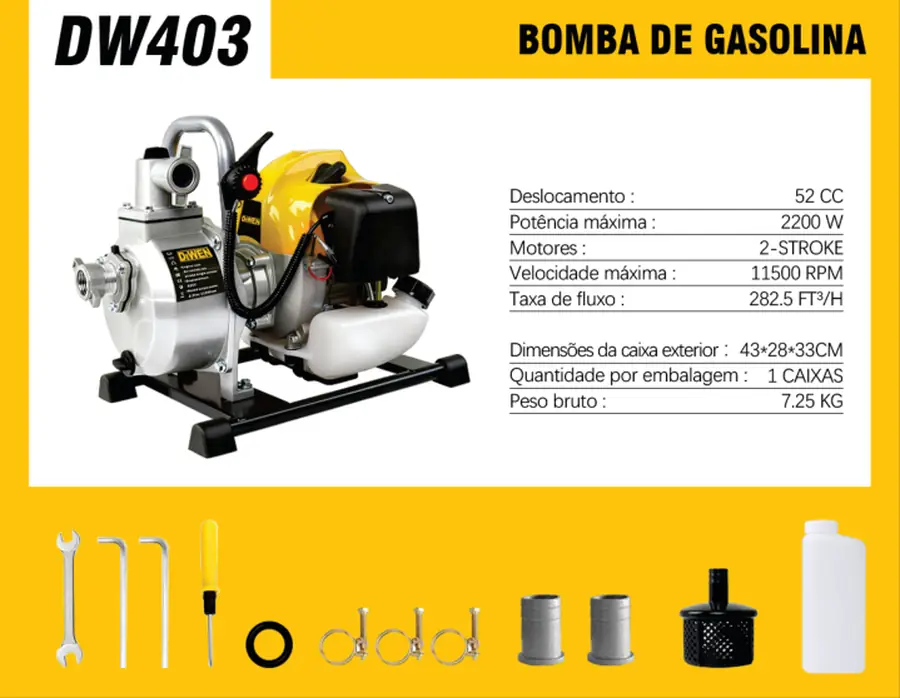 DW403
BOMBA DE GASOLINA
DiWEN
DiWEN
Deslocamento : 52 CC
Potência máxima : 2200 W
Motores : 2-STROKE
Velocidade máxima : 11500 RPM
Taxa de fluxo : 282.5 FT³/H
Dimensões da caixa exterior : 43*28*33CM
Quantidade por embalagem : 1 CAIXAS
Peso bruto : 7.25 KG